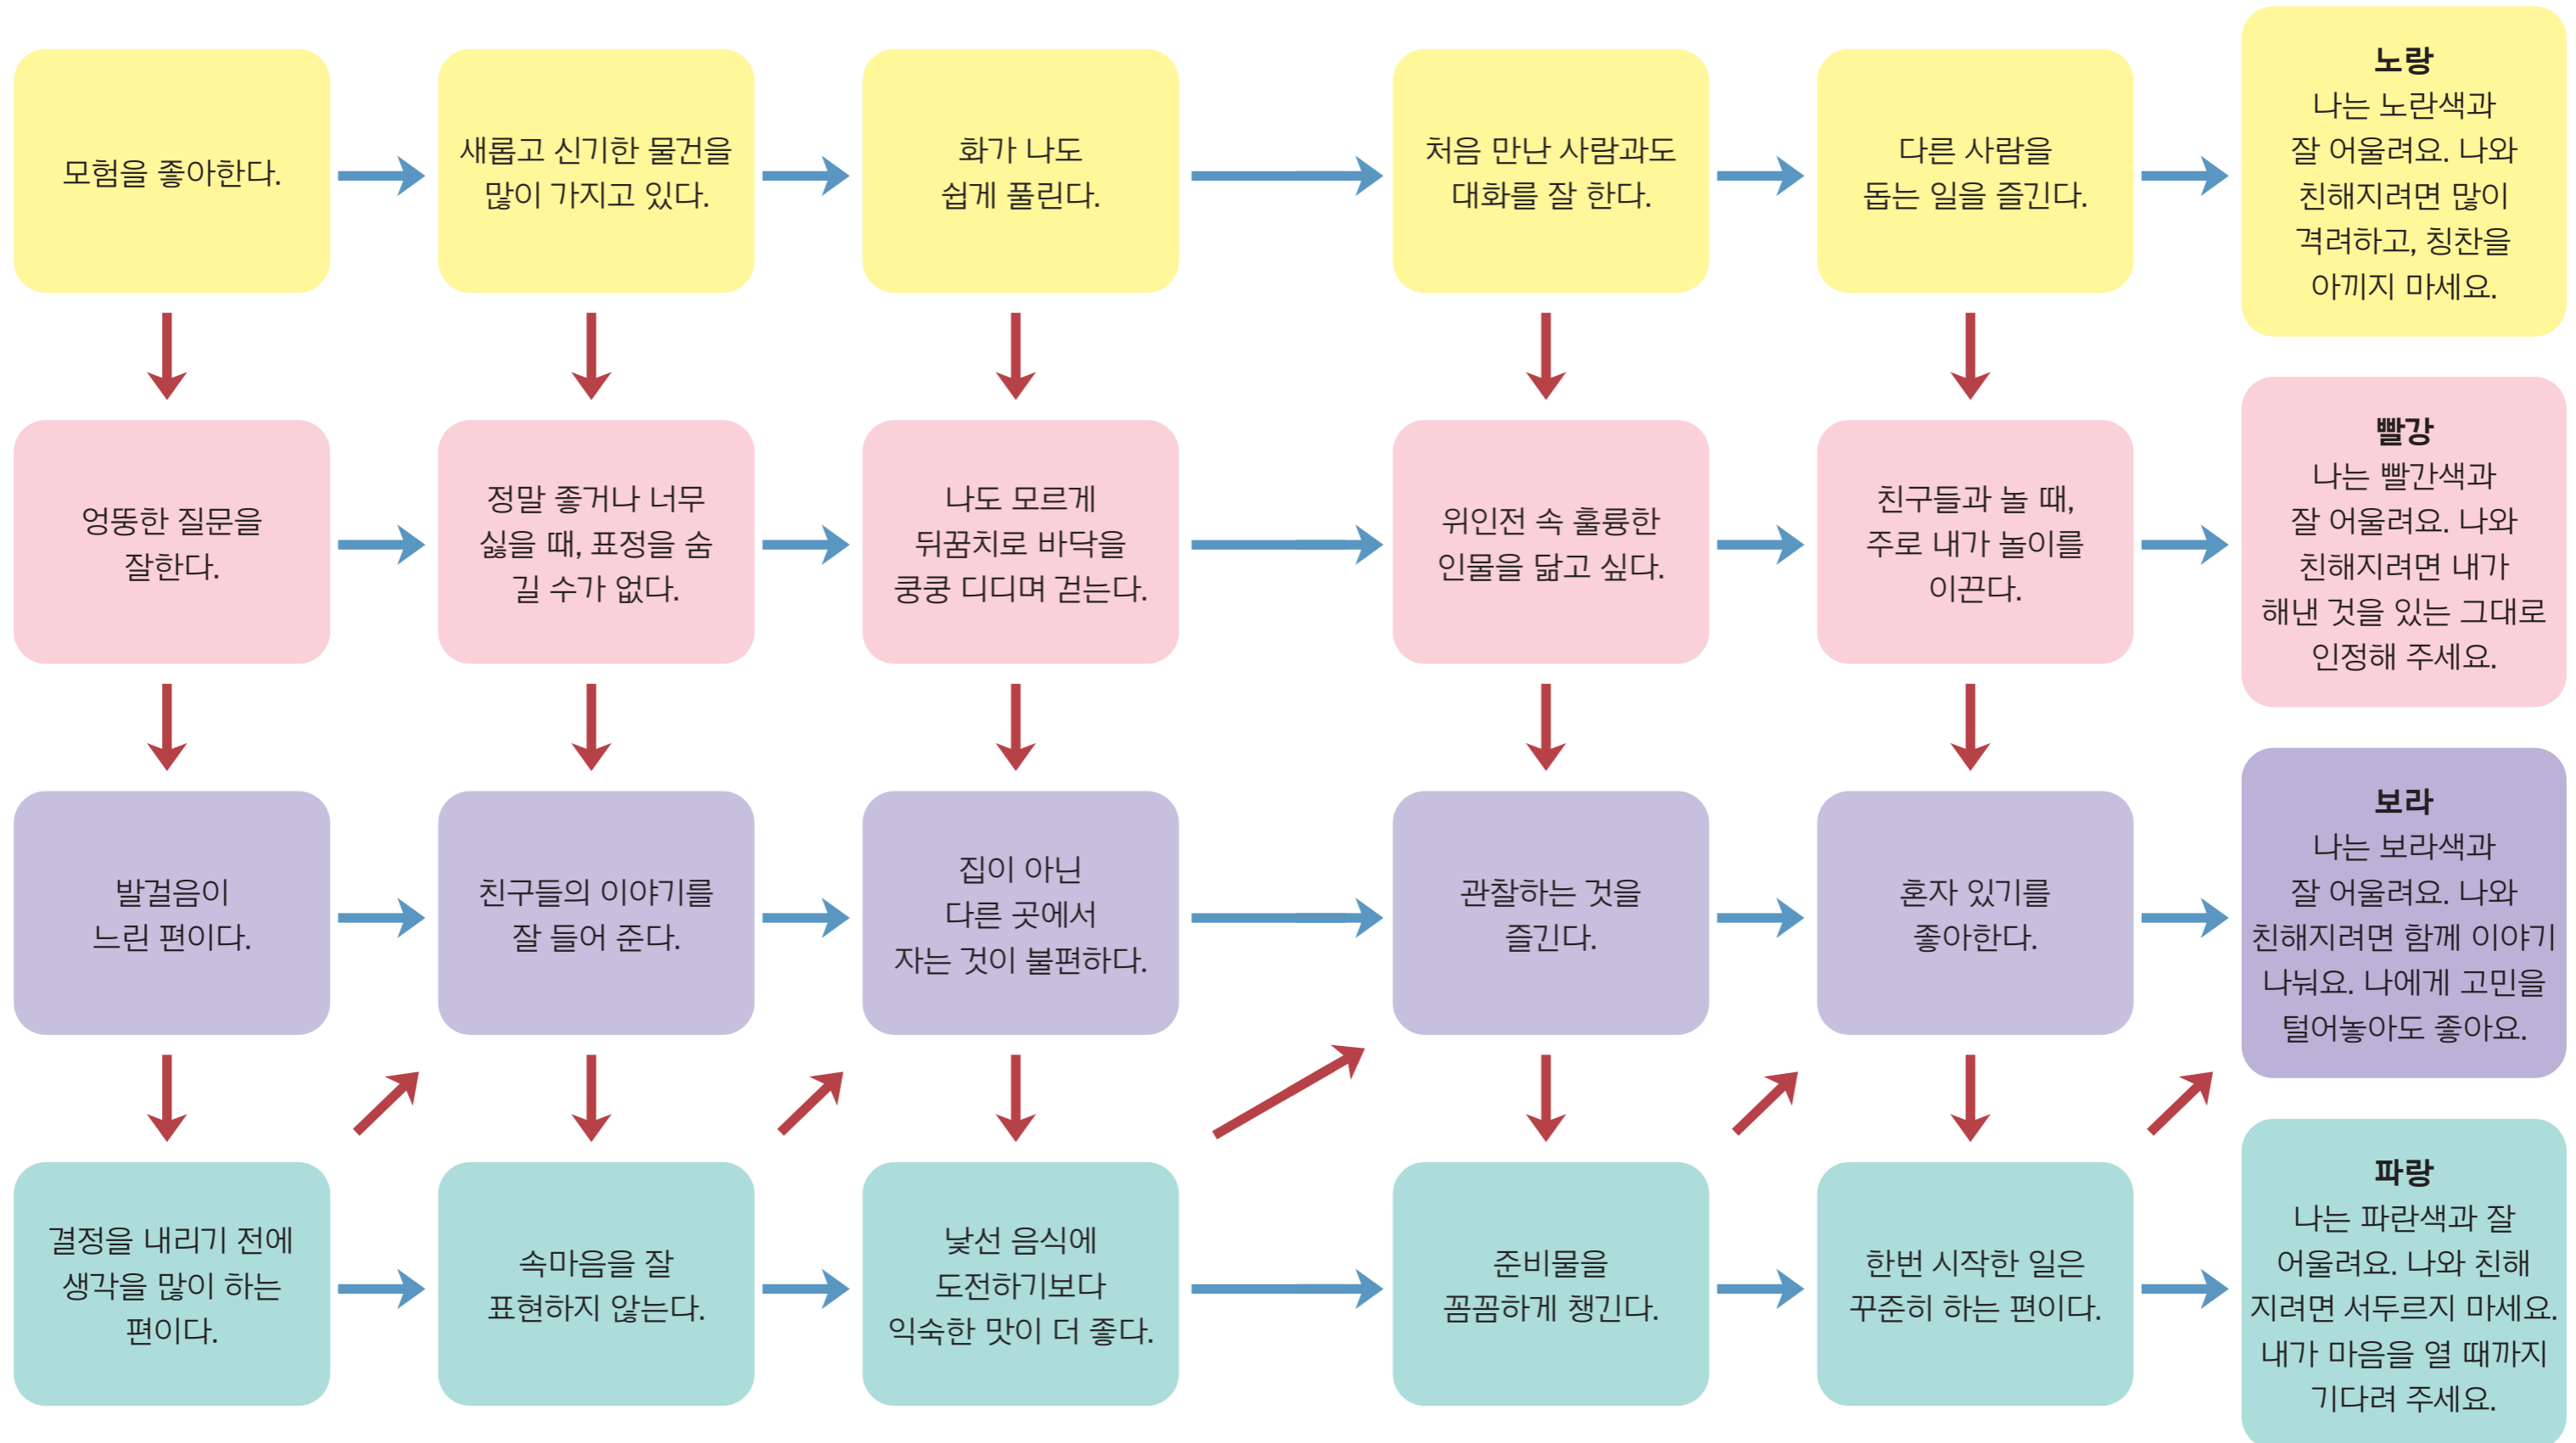 모험을 좋아한다.
새롭고 신기한 물건을
많이 가지고 있다.
화가 나도
쉽게 풀린다.
처음 만난 사람과도
대화를 잘 한다.
다른 사람을
돕는 일을 즐긴다.
노랑
나는 노란색과
잘 어울려요. 나와
친해지려면 많이
격려하고, 칭찬을
아끼지 마세요.
엉뚱한 질문을
잘한다.
정말 좋거나 너무
싫을 때, 표정을 숨
길 수가 없다.
나도 모르게
뒤꿈치로 바닥을
쿵쿵 디디며 걷는다.
위인전 속 훌륭한
인물을 닮고 싶다.
친구들과 놀 때,
주로 내가 놀이를
이끈다.
빨강
나는 빨간색과
잘 어울려요. 나와
친해지려면 내가
해낸 것을 있는 그대로
인정해 주세요.
발걸음이
느린 편이다.
친구들의 이야기를
잘 들어 준다.
집이 아닌
다른 곳에서
자는 것이 불편하다.
관찰하는 것을
즐긴다.
혼자 있기를
좋아한다.
보라
나는 보라색과
잘 어울려요. 나와
친해지려면 함께 이야기
나눠요. 나에게 고민을
털어놓아도 좋아요.
결정을 내리기 전에
생각을 많이 하는
편이다.
속마음을 잘
표현하지 않는다.
낯선 음식에
도전하기보다
익숙한 맛이 더 좋다.
준비물을
꼼꼼하게 챙긴다.
한번 시작한 일은
꾸준히 하는 편이다.
파랑
나는 파란색과 잘
어울려요. 나와 친해
지려면 서두르지 마세요.
내가 마음을 열 때까지
기다려 주세요.